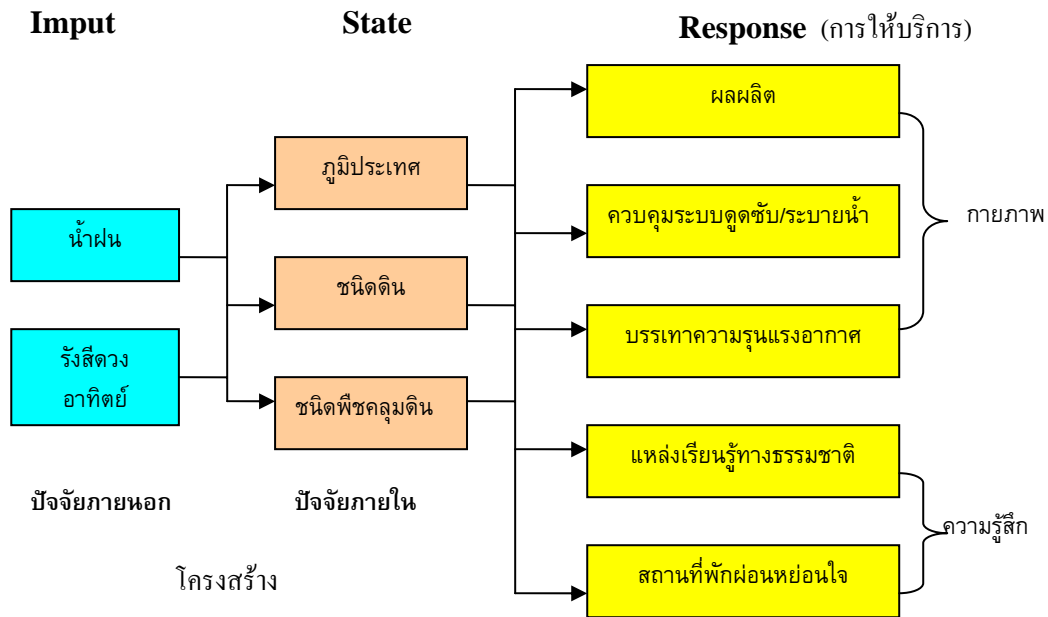 Imput
State
Response (การให้บริการ)
น้ำฝน
รังสีดวง
อาทิตย์
ปัจจัยภายนอก
ภูมิประเทศ
ชนิดดิน
ชนิดพืชคลุมดิน
ปัจจัยภายใน
โครงสร้าง
ผลผลิต
ควบคุมระบบดูดซับ/ระบายน้ำ
บรรเทาความรุนแรงอากาศ
กายภาพ
แหล่งเรียนรู้ทางธรรมชาติ
สถานที่พักผ่อนหย่อนใจ
ความรู้สึก